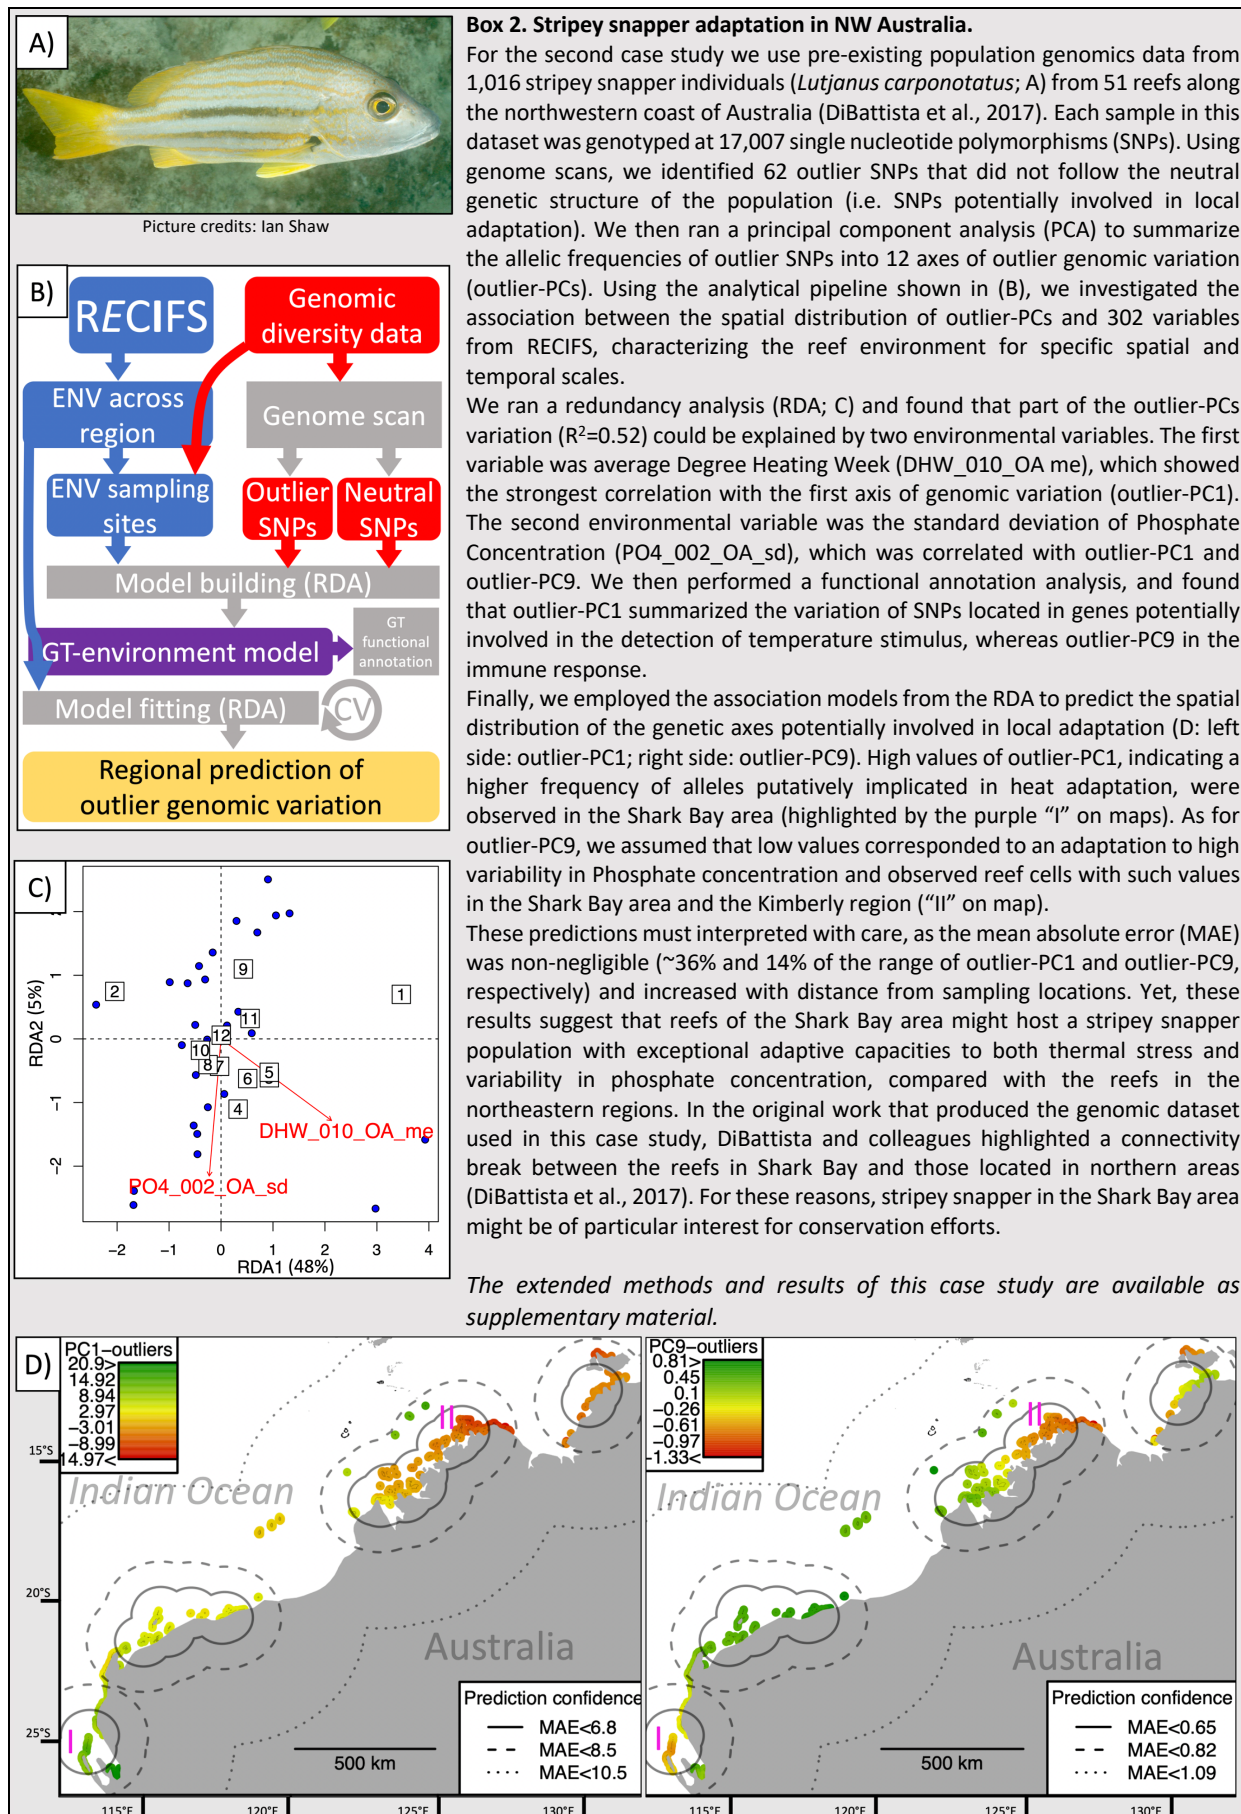 A)
Picture credits: Ian Shaw
Box 2. Stripey snapper adaptation in NW Australia.
For the second case study we use pre-existing population genomics data from
1,016 stripey snapper individuals (Lutjanus carponotatus; A) from 51 reefs along
the northwestern coast of Australia (DiBattista et al., 2017). Each sample in this
dataset was genotyped at 17,007 single nucleotide polymorphisms (SNPs). Using
genome scans, we identified 62 outlier SNPs that did not follow the neutral
genetic structure of the population (i.e. SNPs potentially involved in local
adaptation). We then ran a principal component analysis (PCA) to summarize
the allelic frequencies of outlier SNPs into 12 axes of outlier genomic variation
(outlier-PCs). Using the analytical pipeline shown in (B), we investigated the
association between the spatial distribution of outlier-PCs and 302 variables
from RECIFS, characterizing the reef environment for specific spatial and
temporal scales.
We ran a redundancy analysis (RDA; C) and found that part of the outlier-PCs
variation (R²=0.52) could be explained by two environmental variables. The first
variable was average Degree Heating Week (DHW_010_OA me), which showed
the strongest correlation with the first axis of genomic variation (outlier-PC1).
The second environmental variable was the standard deviation of Phosphate
Concentration (PO4_002_OA_sd), which was correlated with outlier-PC1 and
outlier-PC9. We then performed a functional annotation analysis, and found
that outlier-PC1 summarized the variation of SNPs located in genes potentially
involved in the detection of temperature stimulus, whereas outlier-PC9 in the
immune response.
Finally, we employed the association models from the RDA to predict the spatial
distribution of the genetic axes potentially involved in local adaptation (D: left
side: outlier-PC1; right side: outlier-PC9). High values of outlier-PC1, indicating a
higher frequency of alleles putatively implicated in heat adaptation, were
observed in the Shark Bay area (highlighted by the purple “I” on maps). As for
outlier-PC9, we assumed that low values corresponded to an adaptation to high
variability in Phosphate concentration and observed reef cells with such values
in the Shark Bay area and the Kimberly region (“II” on map).
These predictions must interpreted with care, as the mean absolute error (MAE)
was non-negligible (~36% and 14% of the range of outlier-PC1 and outlier-PC9,
respectively) and increased with distance from sampling locations. Yet, these
results suggest that reefs of the Shark Bay area might host a stripey snapper
population with exceptional adaptive capacities to both thermal stress and
variability in phosphate concentration, compared with the reefs in the
northeastern regions. In the original work that produced the genomic dataset
used in this case study, DiBattista and colleagues highlighted a connectivity
break between the reefs in Shark Bay and those located in northern areas
(DiBattista et al., 2017). For these reasons, stripey snapper in the Shark Bay area
might be of particular interest for conservation efforts.
The extended methods and results of this case study are available as
supplementary material.
B)
RECIFS
Genomic
diversity data
ENV across
region
Genome scan
ENV sampling
sites
Outlier
SNPs
Neutral
SNPs
Model building (RDA)
GT-environment model
GT
functional
annotation
Model fitting (RDA)
CV
Regional prediction of
outlier genomic variation
C)
RDA2 (5%)
1
0
−1
−2
2
9
1
11
12
10
8
7
6
5
4
DHW_010_OA_me
PO4_002_OA_sd
−2 −1 0 1 2 3 4
RDA1 (48%)
D)
PC1−outliers
20.9>
14.92
8.94
2.97
−3.01
−8.99
14.97<
15°S
20°S
25°S
Indian Ocean
Australia
I
II
500 km
Prediction confidence
MAE<6.8
MAE<8.5
MAE<10.5
115°E 120°E 125°E 130°E
PC9−outliers
0.81>
0.45
0.1
−0.26
−0.61
−0.97
−1.33<
Indian Ocean
Australia
I
II
500 km
Prediction confidence
MAE<0.65
MAE<0.82
MAE<1.09
115°E 120°E 125°E 130°E